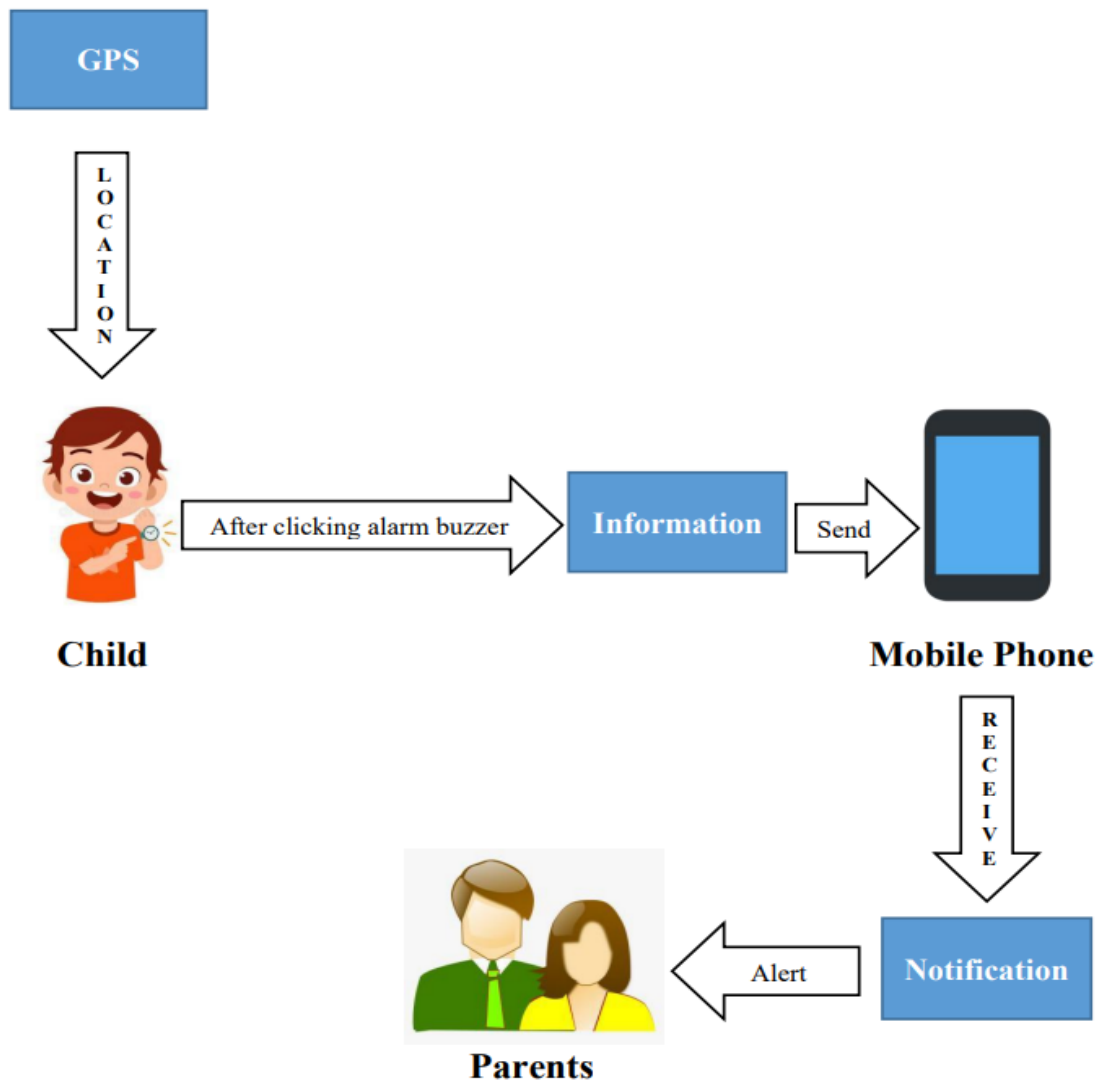 GPS
LOCATION
After clicking alarm buzzer
Information
Send
Child
Mobile Phone
RECEIVE
Notification
Alert
Parents